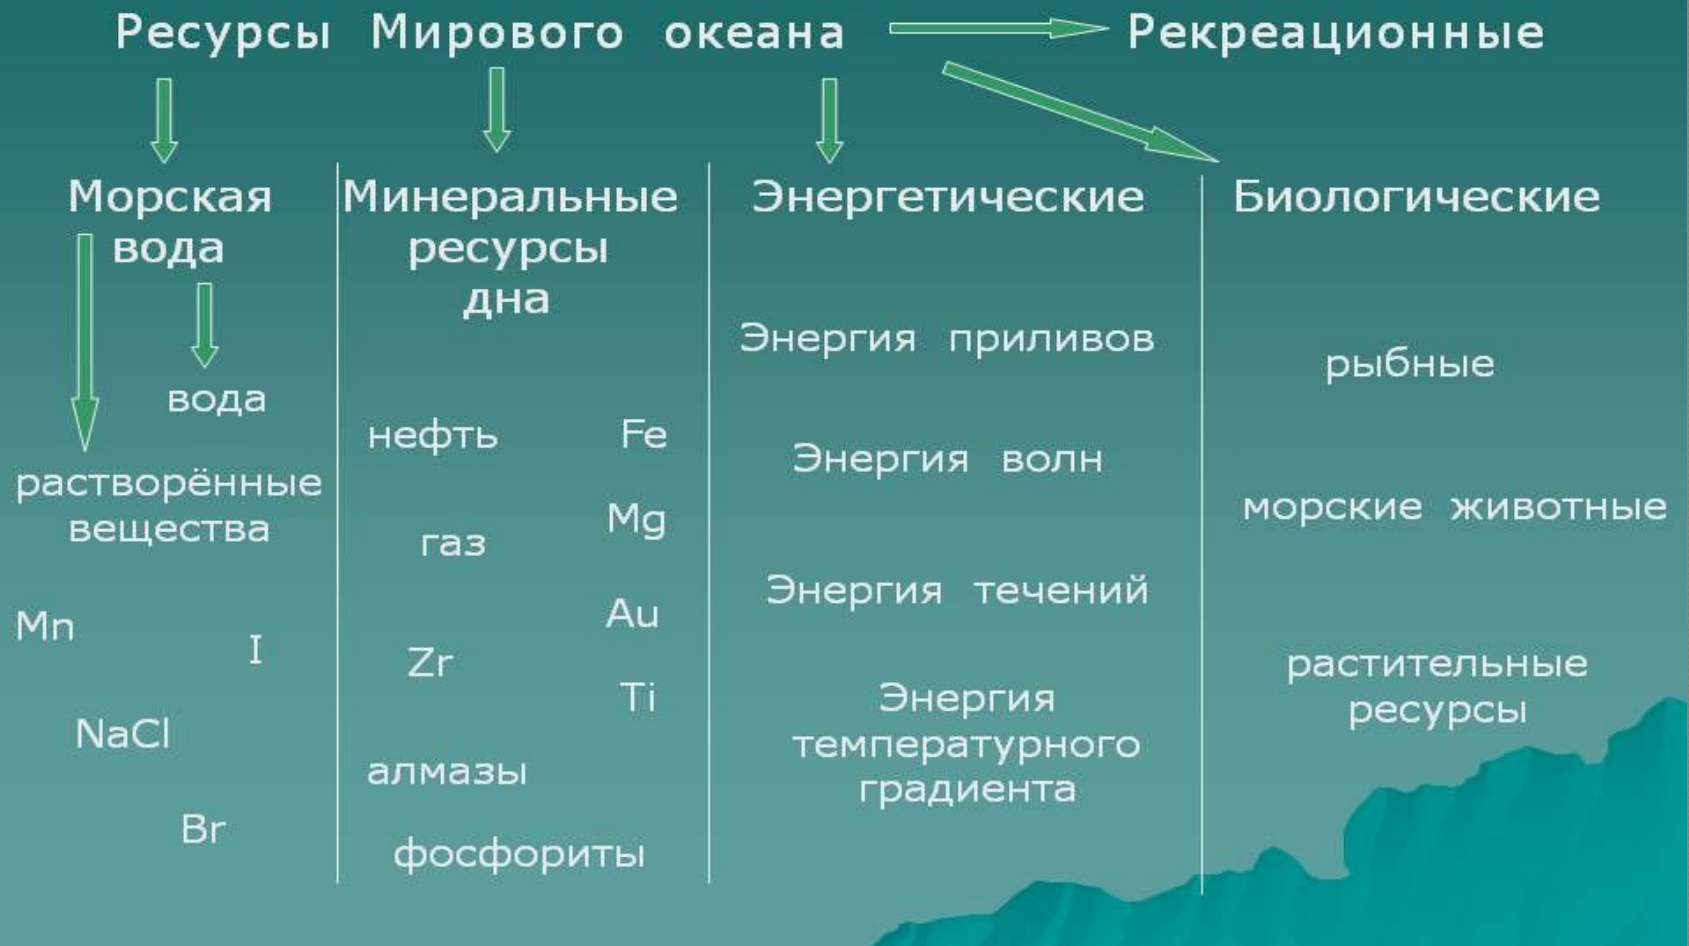 Ресурсы Мирового океана
Рекреационные
Морская
вода
вода
растворённые
вещества
Mn
I
NaCl
Br
Минеральные
ресурсы
дна
нефть
Fe
Mg
газ
Au
Zr
Ti
алмазы
фосфориты
Энергетические
Энергия приливов
Энергия волн
Энергия течений
Энергия
температурного
градиента
Биологические
рыбные
морские животные
растительные
ресурсы